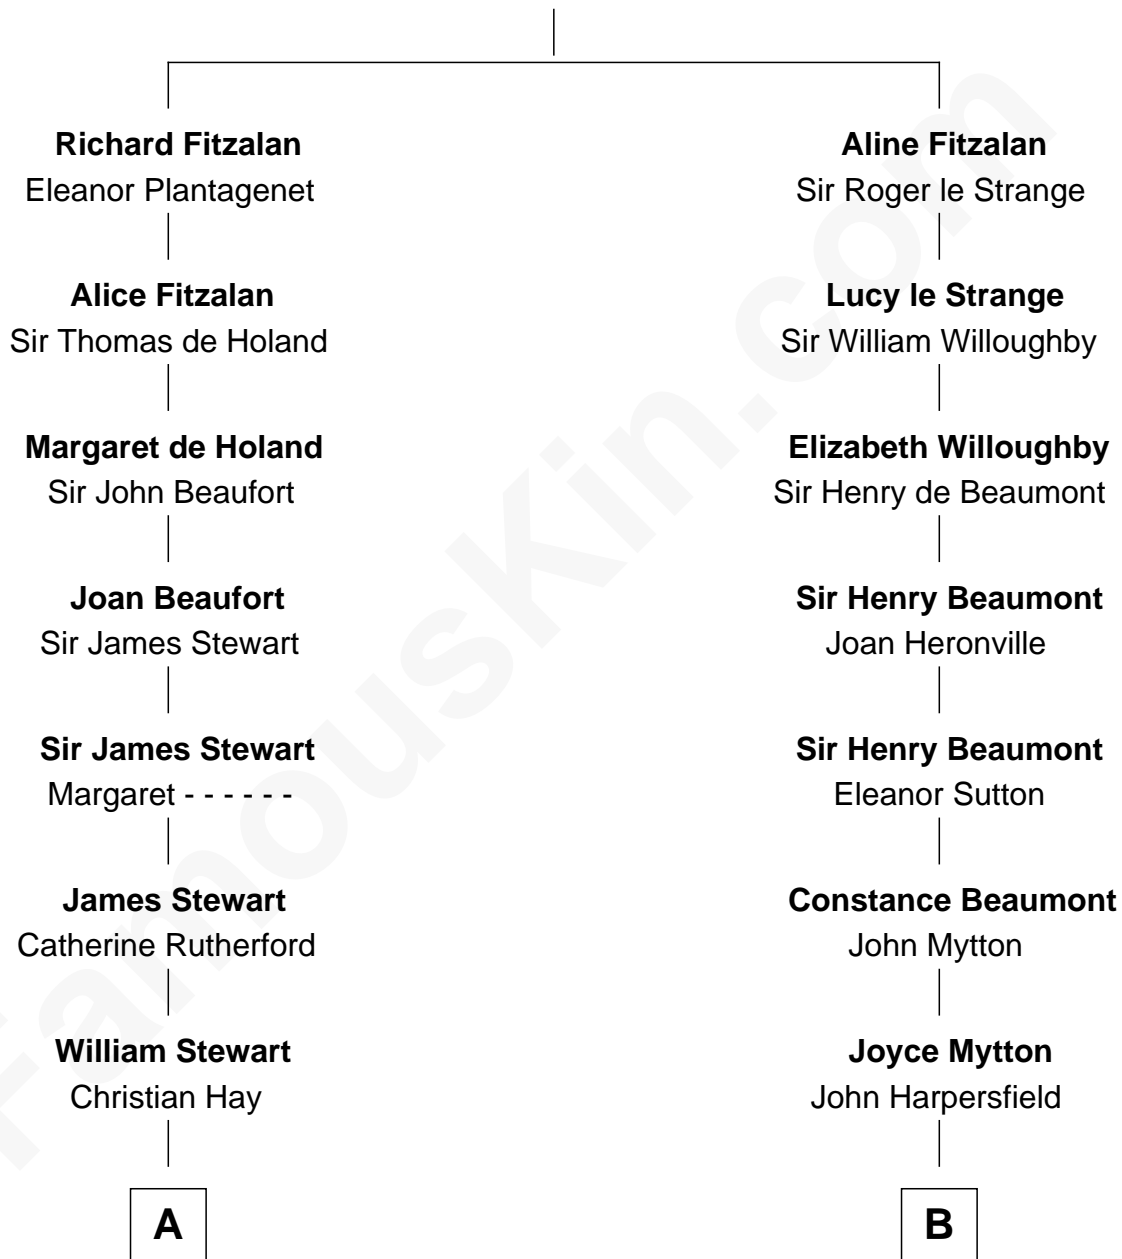 Richard Fitzalan
Eleanor Plantagenet
Alice Fitzalan
Sir Thomas de Holand
Margaret de Holand
Sir John Beaufort
Joan Beaufort
Sir James Stewart
Sir James Stewart
Margaret - - - - - -
James Stewart
Catherine Rutherford
William Stewart
Christian Hay
A
Aline Fitzalan
Sir Roger le Strange
Lucy le Strange
Sir William Willoughby
Elizabeth Willoughby
Sir Henry de Beaumont
Sir Henry Beaumont
Joan Heronville
Sir Henry Beaumont
Eleanor Sutton
Constance Beaumont
John Mytton
Joyce Mytton
John Harpersfield
B
FamousKin.com